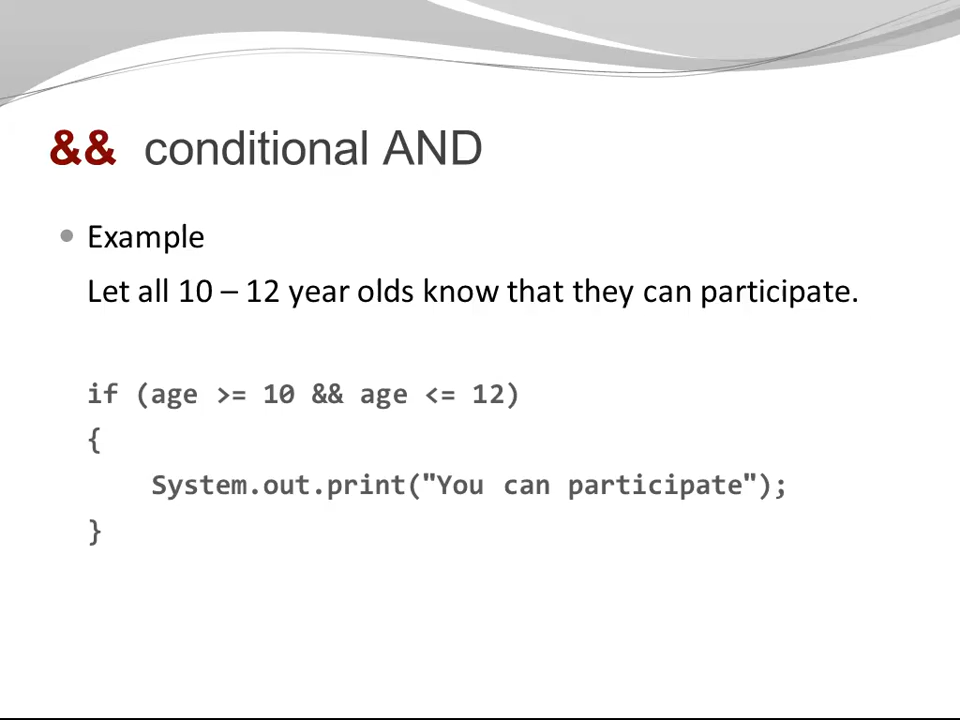 && conditional AND
• Example
Let all 10 – 12 year olds know that they can participate.
if (age >= 10 && age <= 12)
{
    System.out.print("You can participate");
}